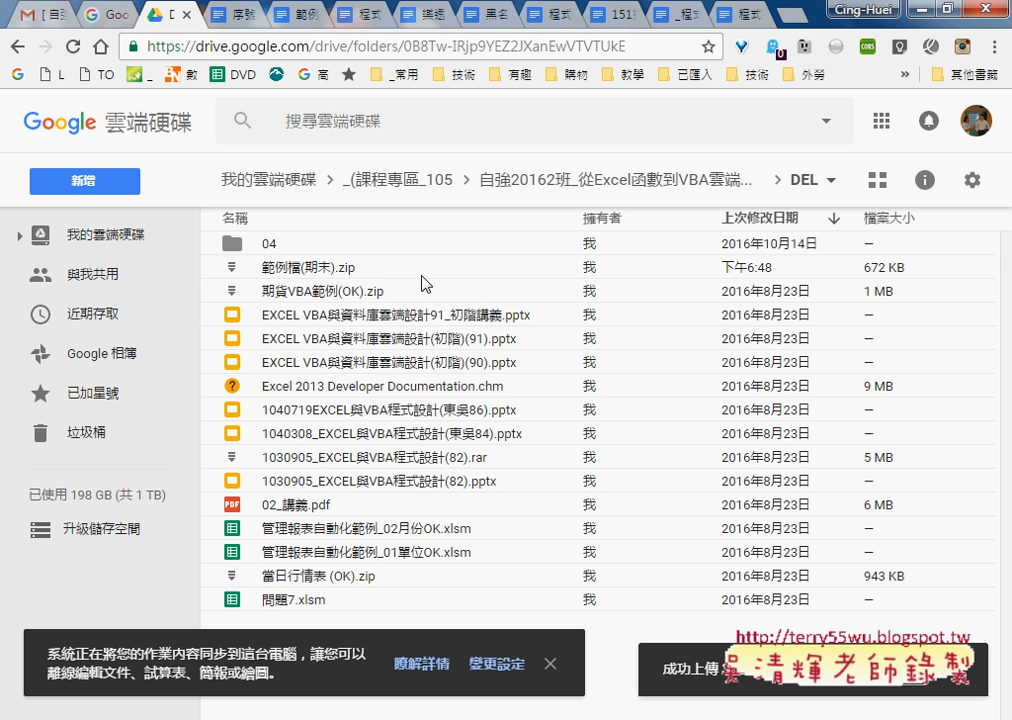 [自
Goo
D
序號
範例
程式
樂透
黑名
程式
151
_程式
程式
Cing-Huei
https://drive.google.com/drive/folders/0B8Tw-IRjp9YEZ2JXanEwVTVTUkE
L
TO
_
數
DVD
高
_常用
技術
有趣
購物
教學
已匯入
技術
外勞
»
其他書籤
Google 雲端硬碟
搜尋雲端硬碟
新增
我的雲端硬碟 > _(課程專區_105 > 自強20162班_從Excel函數到VBA雲端... > DEL
我的雲端硬碟
與我共用
近期存取
Google 相簿
已加星號
垃圾桶
已使用 198 GB (共 1 TB)
升級儲存空間
名稱 擁有者 上次修改日期 檔案大小
04 我 2016年10月14日 –
範例檔(期末).zip 我 下午6:48 672 KB
期貨VBA範例(OK).zip 我 2016年8月23日 1 MB
EXCEL VBA與資料庫雲端設計91_初階講義.pptx 我 2016年8月23日 –
EXCEL VBA與資料庫雲端設計(初階)(91).pptx 我 2016年8月23日 –
EXCEL VBA與資料庫雲端設計(初階)(90).pptx 我 2016年8月23日 –
Excel 2013 Developer Documentation.chm 我 2016年8月23日 9 MB
1040719EXCEL與VBA程式設計(東吳86).pptx 我 2016年8月23日 –
1040308_EXCEL與VBA程式設計(東吳84).pptx 我 2016年8月23日 –
1030905_EXCEL與VBA程式設計(82).rar 我 2016年8月23日 5 MB
1030905_EXCEL與VBA程式設計(82).pptx 我 2016年8月23日 –
PDF 02_講義.pdf 我 2016年8月23日 6 MB
管理報表自動化範例_02月份OK.xlsm 我 2016年8月23日 –
管理報表自動化範例_01單位OK.xlsm 我 2016年8月23日 –
當日行情表 (OK).zip 我 2016年8月23日 943 KB
問題7.xlsm 我 2016年8月23日 –
系統正在將您的作業內容同步到這台電腦，讓您可以
離線編輯文件、試算表、簡報或繪圖。
瞭解詳情 變更設定
成功上傳
http://terry55wu.blogspot.tw
吳清輝老師錄製